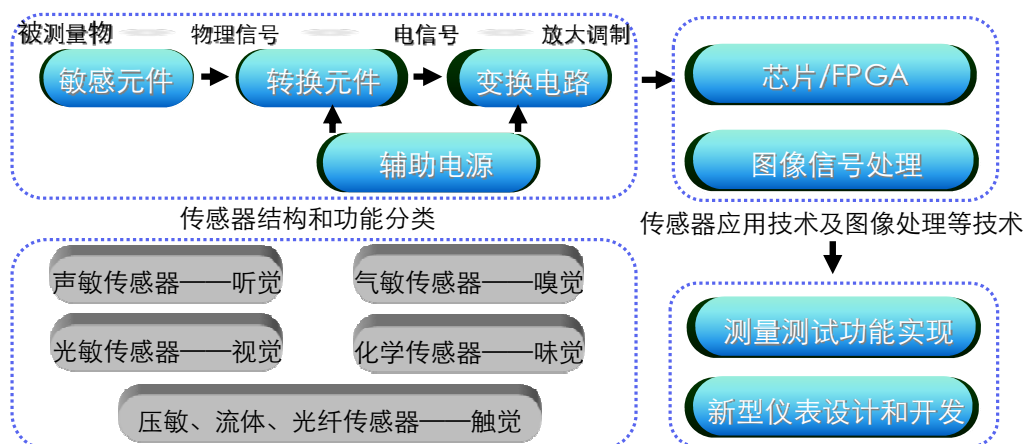 被测量物 物理信号 电信号 放大调制
敏感元件 转换元件 变换电路
辅助电源
传感器结构和功能分类
声敏传感器——听觉 气敏传感器——嗅觉
光敏传感器——视觉 化学传感器——味觉
压敏、流体、光纤传感器——触觉
芯片/FPGA
图像信号处理
传感器应用技术及图像处理等技术
测量测试功能实现
新型仪表设计和开发